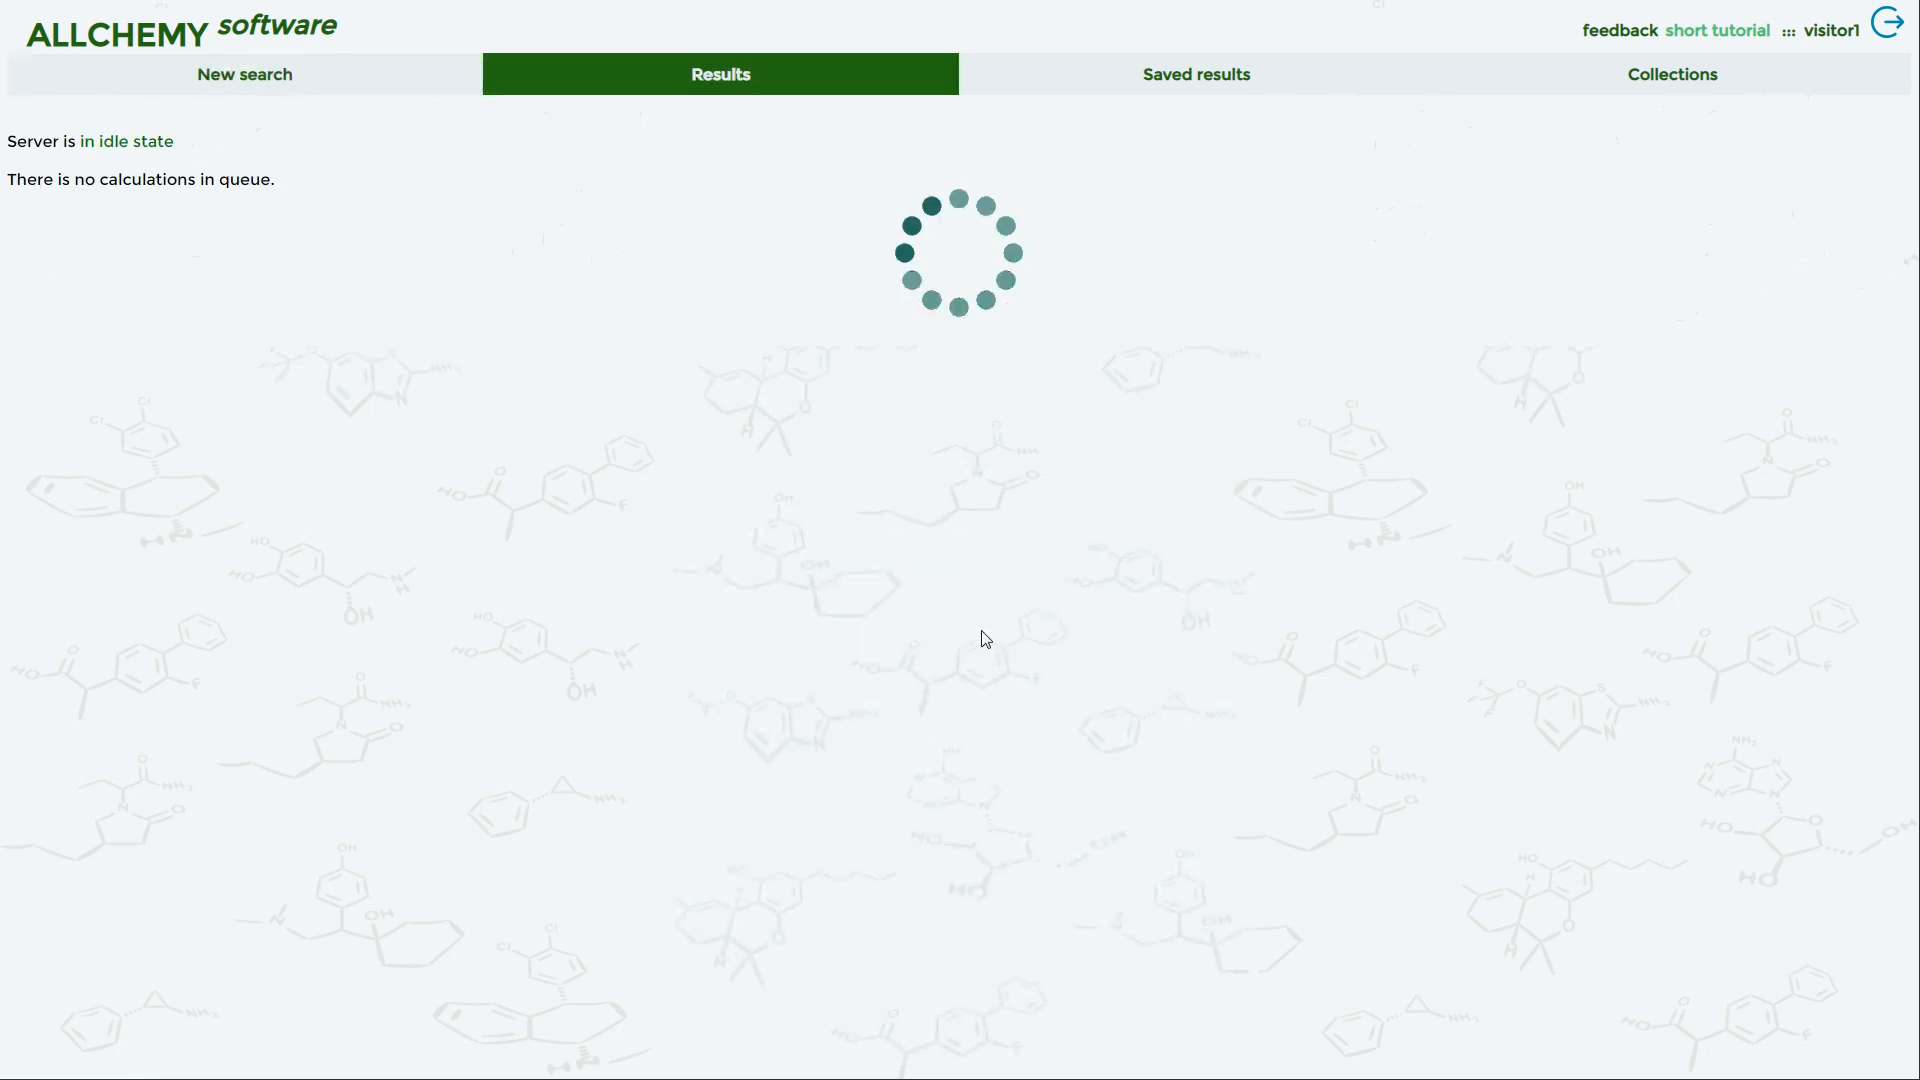 ALLCHEMY software
feedback short tutorial ::: visitor1
New search Results Saved results Collections
Server is in idle state
There is no calculations in queue.